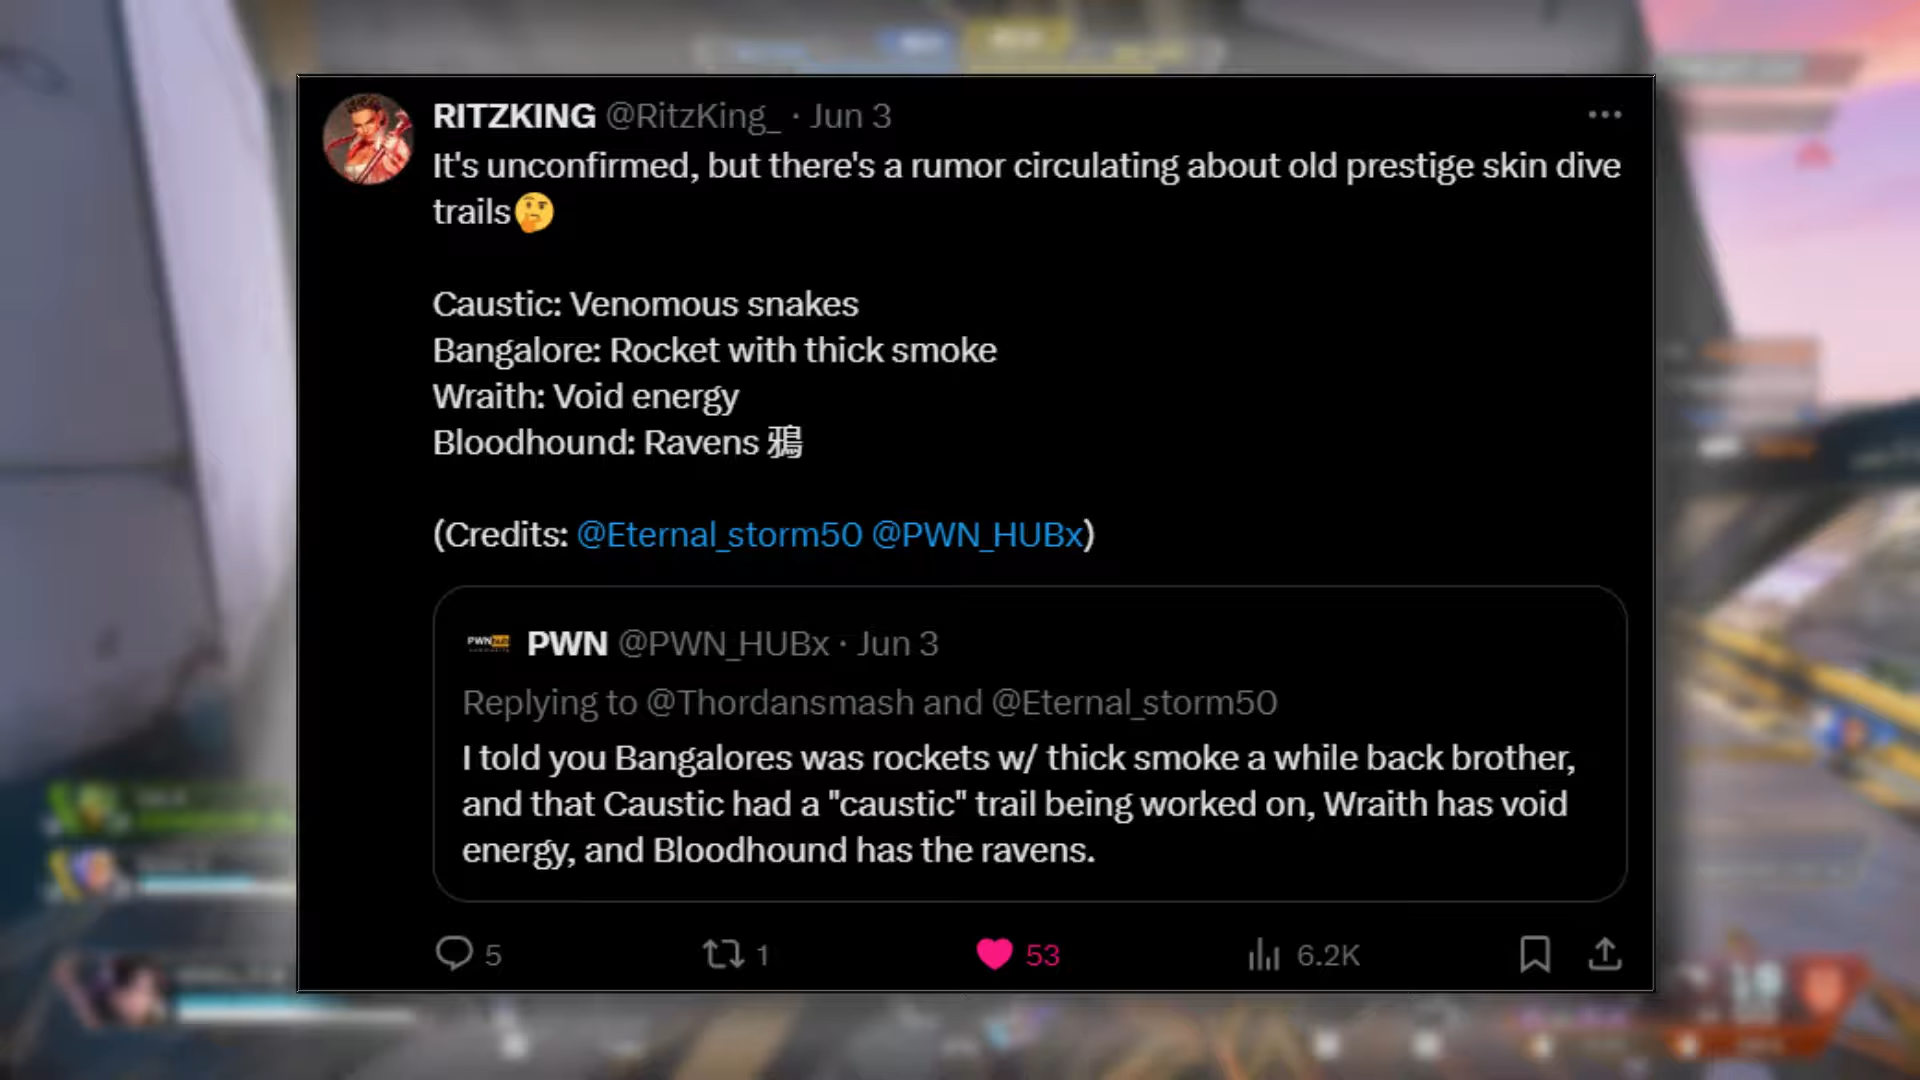 RITZKING @RitzKing_ · Jun 3
It's unconfirmed, but there's a rumor circulating about old prestige skin dive
trails🤔
Caustic: Venomous snakes
Bangalore: Rocket with thick smoke
Wraith: Void energy
Bloodhound: Ravens 鴉
(Credits: @Eternal_storm50 @PWN_HUBx)
PWN @PWN_HUBx · Jun 3
Replying to @Thordansmash and @Eternal_storm50
I told you Bangalores was rockets w/ thick smoke a while back brother,
and that Caustic had a "caustic" trail being worked on, Wraith has void
energy, and Bloodhound has the ravens.
5 1 53 6.2K